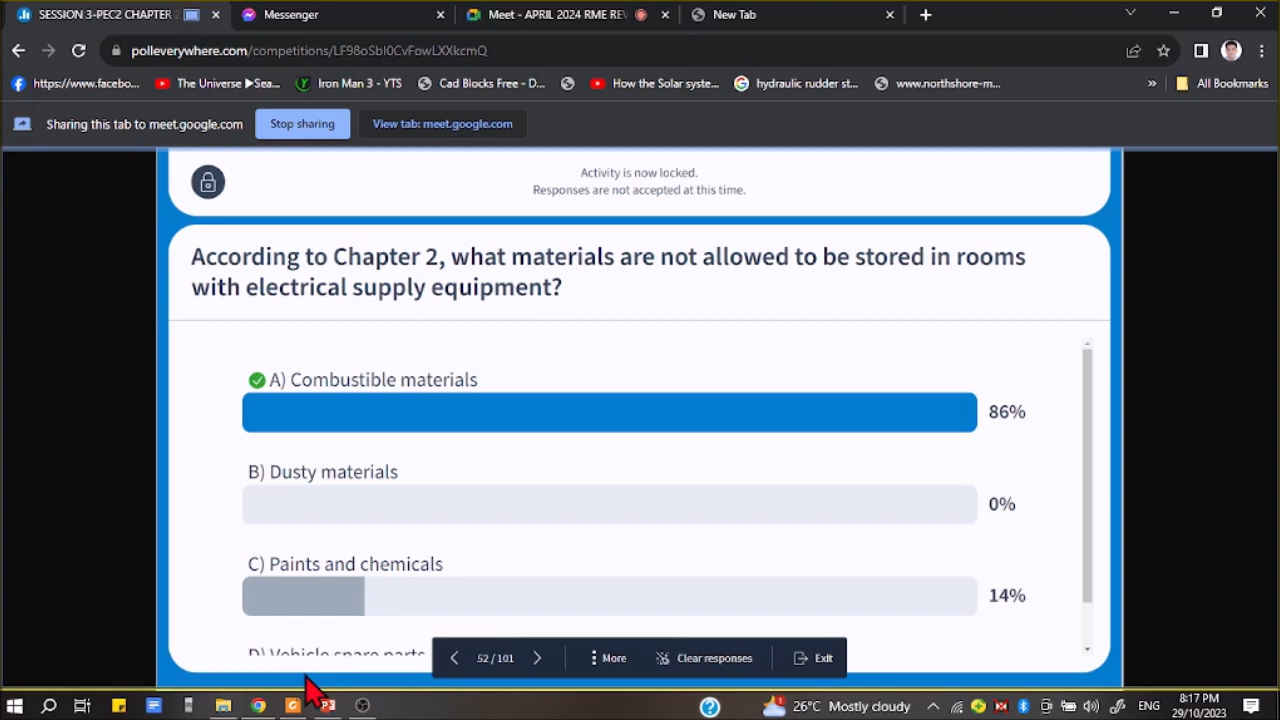 SESSION 3-PEC2 CHAPTER 2
Messenger
Meet - APRIL 2024 RME REV
New Tab
polleverywhere.com/competitions/LF98oSbI0CvFowLXXkcmQ
https://www.facebo...
The Universe ▶Sea...
Iron Man 3 - YTS
Cad Blocks Free - D...
How the Solar syste...
hydraulic rudder st...
www.northshore-m...
»
All Bookmarks
Sharing this tab to meet.google.com
Stop sharing
View tab: meet.google.com
Activity is now locked.
Responses are not accepted at this time.
According to Chapter 2, what materials are not allowed to be stored in rooms
with electrical supply equipment?
A) Combustible materials
86%
B) Dusty materials
0%
C) Paints and chemicals
14%
D) Vehicle spare parts
52 / 101
More
Clear responses
Exit
26°C Mostly cloudy
ENG
8:17 PM
29/10/2023